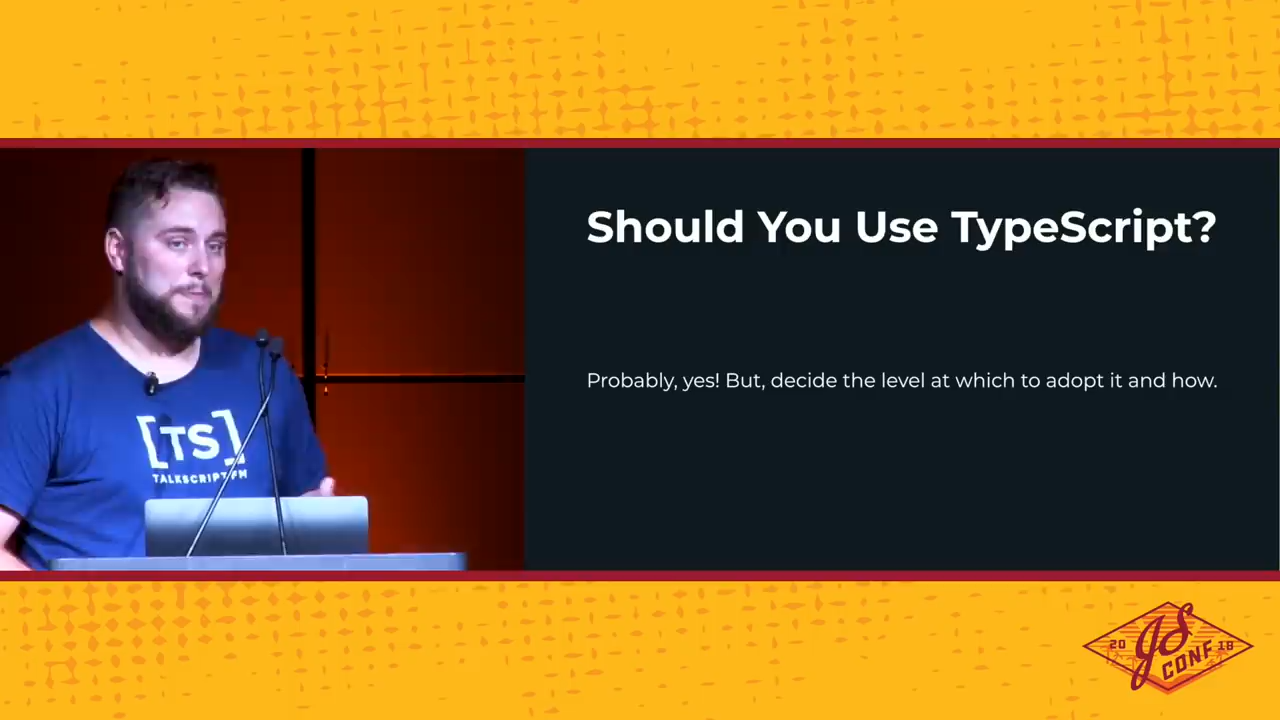 Should You Use TypeScript?
Probably, yes! But, decide the level at which to adopt it and how.
[TS]
TALKSCRIPT.FM
20 18
JS
CONF